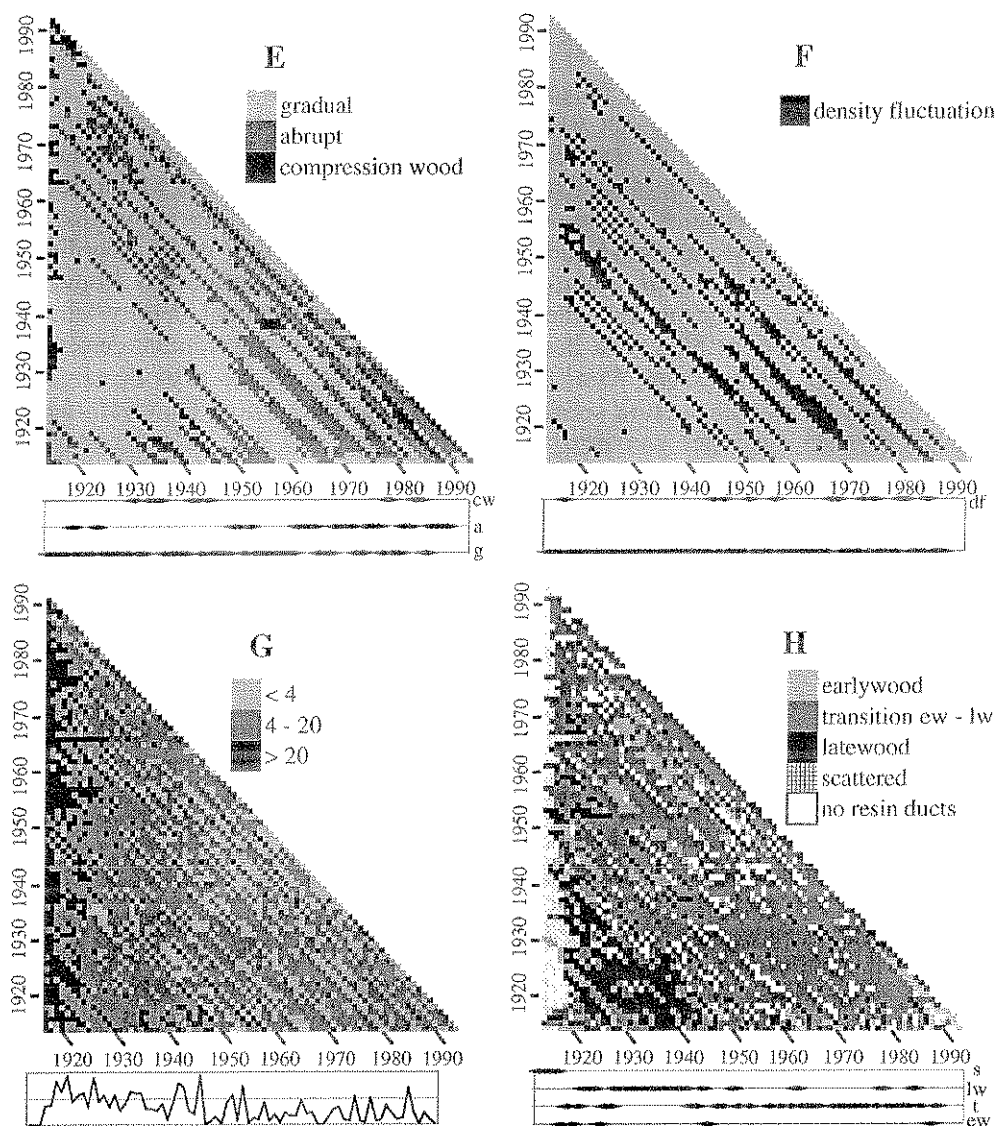 E
gradual
abrupt
compression wood
1990
1980
1970
1960
1950
1940
1930
1920
1920 1930 1940 1950 1960 1970 1980 1990
cw
a
g
F
density fluctuation
1990
1980
1970
1960
1950
1940
1930
1920
1920 1930 1940 1950 1960 1970 1980 1990
df
G
< 4
4 - 20
> 20
1990
1980
1970
1960
1950
1940
1930
1920
1920 1930 1940 1950 1960 1970 1980 1990
H
earlywood
transition ew - lw
latewood
scattered
no resin ducts
1990
1980
1970
1960
1950
1940
1930
1920
1920 1930 1940 1950 1960 1970 1980 1990
s
lw
t
ew